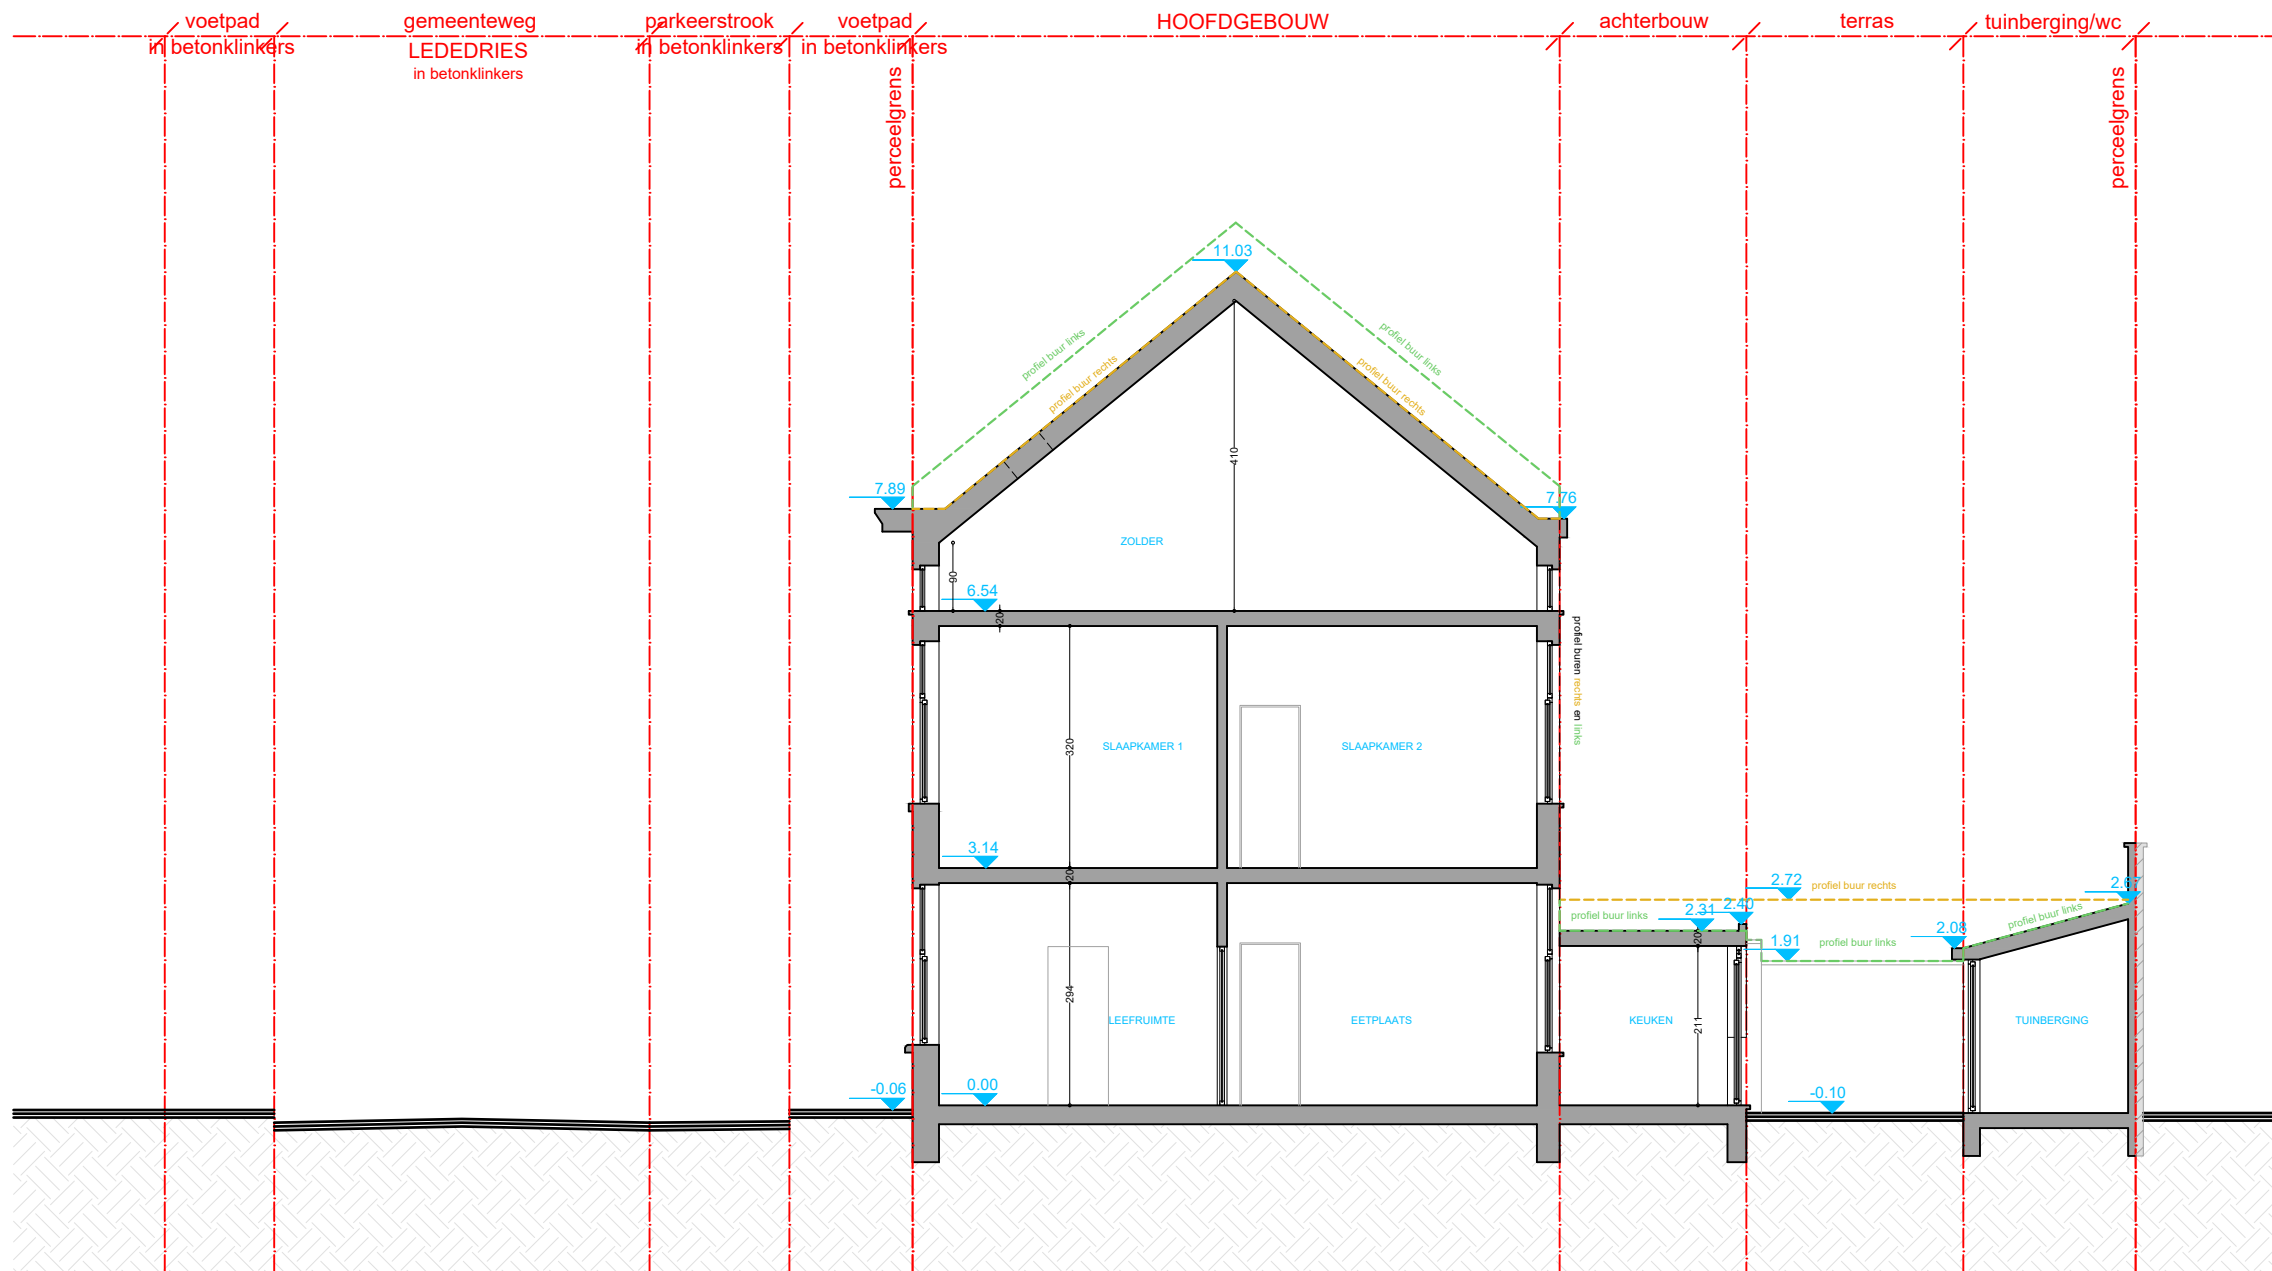 voetpad
in betonklinkers
gemeenteweg
LEDEDRIES
in betonklinkers
parkeerstrook
in betonklinkers
voetpad
in betonklinkers
HOOFDGEBOUW
achterbouw
terras
tuinberging/wc
perceelgrens
perceelgrens
11.03
profiel buur links
profiel buur rechts
profiel buur links
profiel buur rechts
410
7.89
7.76
ZOLDER
90
6.54
20
profiel buren rechts en links
320
SLAAPKAMER 1
SLAAPKAMER 2
3.14
20
2.72
profiel buur rechts
profiel buur links
2.31
2.40
20
1.91
profiel buur links
2.08
profiel buur links
294
LEEFRUIMTE
EETPLAATS
KEUKEN
211
TUINBERGING
-0.06
0.00
-0.10